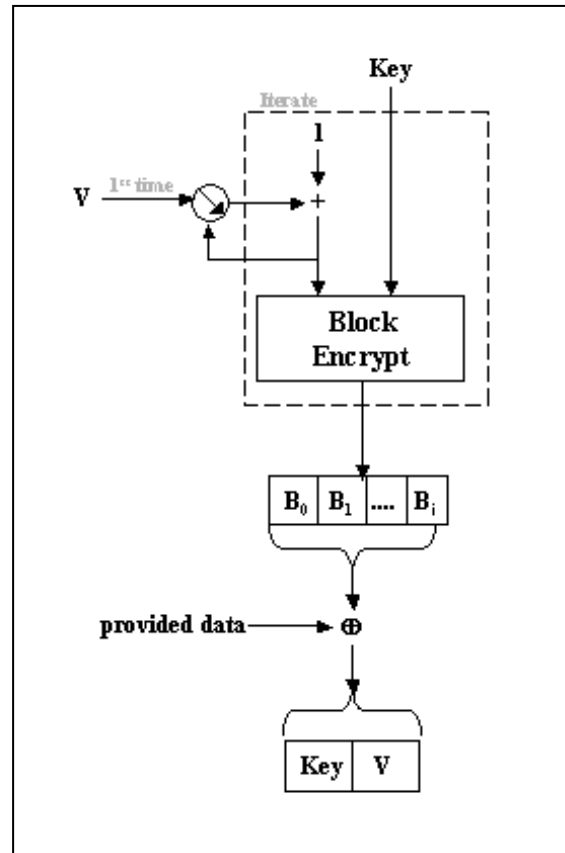 Key
Iterate
1
V 1st time
+
Block
Encrypt
B0 B1 .... Bi
provided data ⊕
Key V